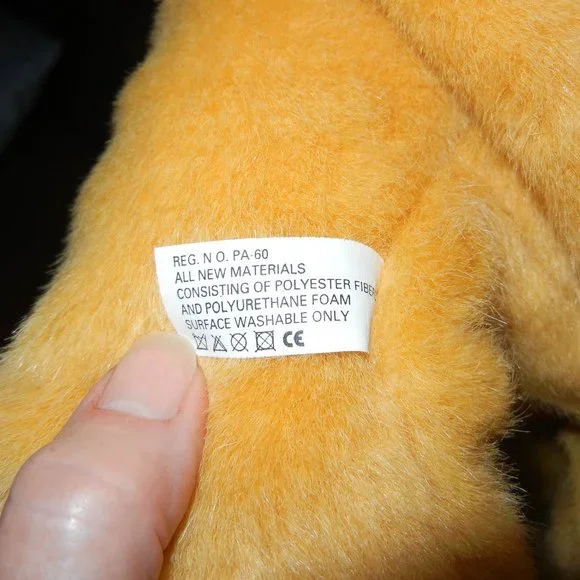 REG. N O. PA-60
ALL NEW MATERIALS
CONSISTING OF POLYESTER FIBER
AND POLYURETHANE FOAM
SURFACE WASHABLE ONLY
CE